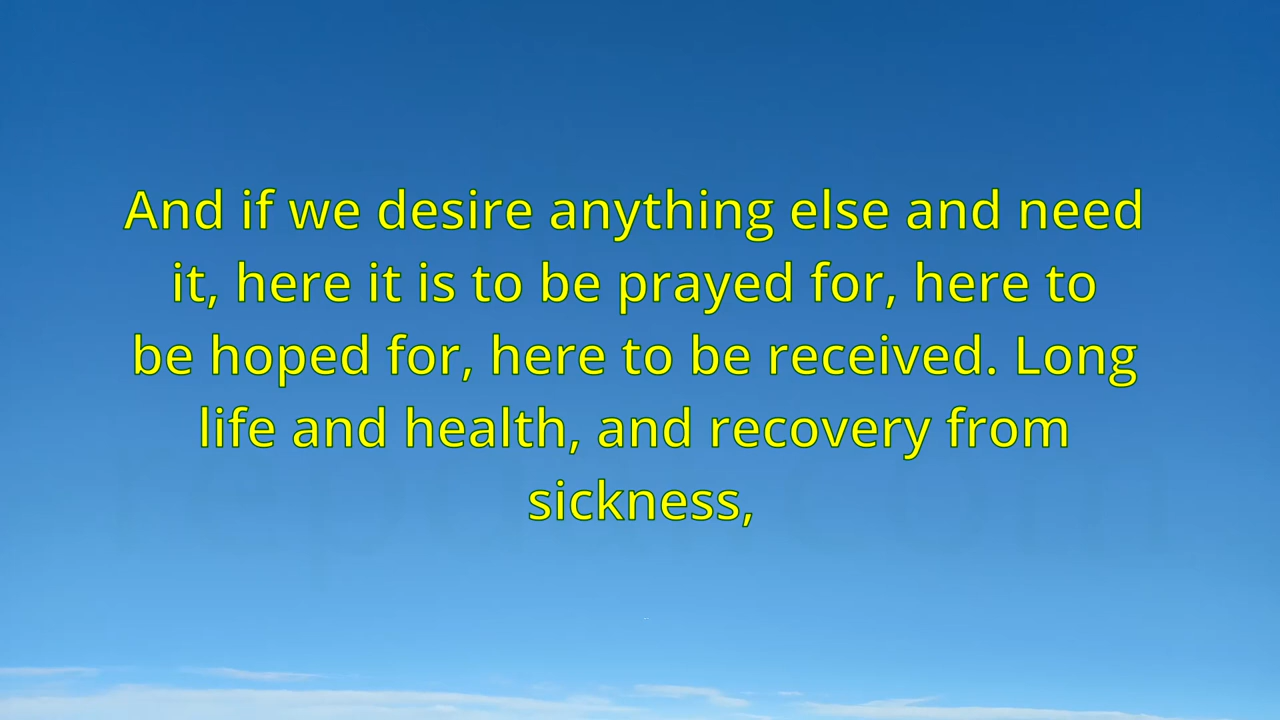 And if we desire anything else and need
it, here it is to be prayed for, here to
be hoped for, here to be received. Long
life and health, and recovery from
sickness,